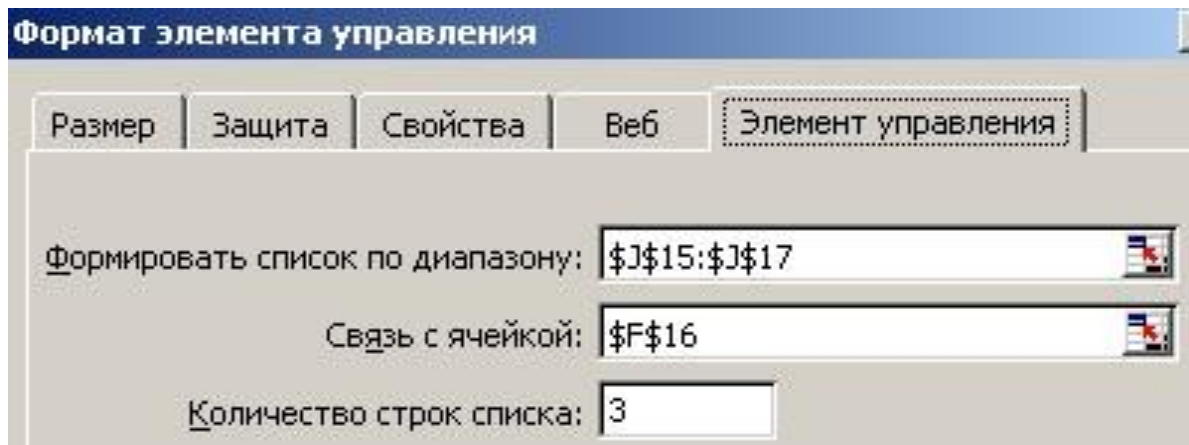 Формат элемента управления
Размер Защита Свойства Веб Элемент управления
Формировать список по диапазону: $J$15:$J$17
Связь с ячейкой: $F$16
Количество строк списка: 3